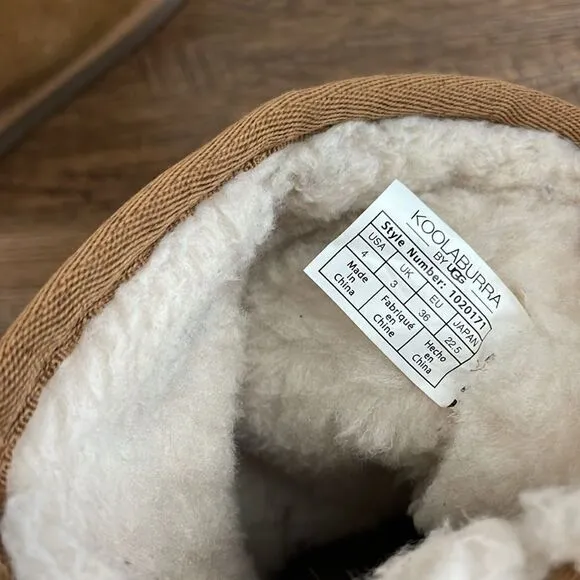 KOOLABURRA
BY UGG
Style Number: 1020171
USA UK EU JAPAN
4 3 36 22.5
Made in China
Fabriqué en Chine
Hecho en China